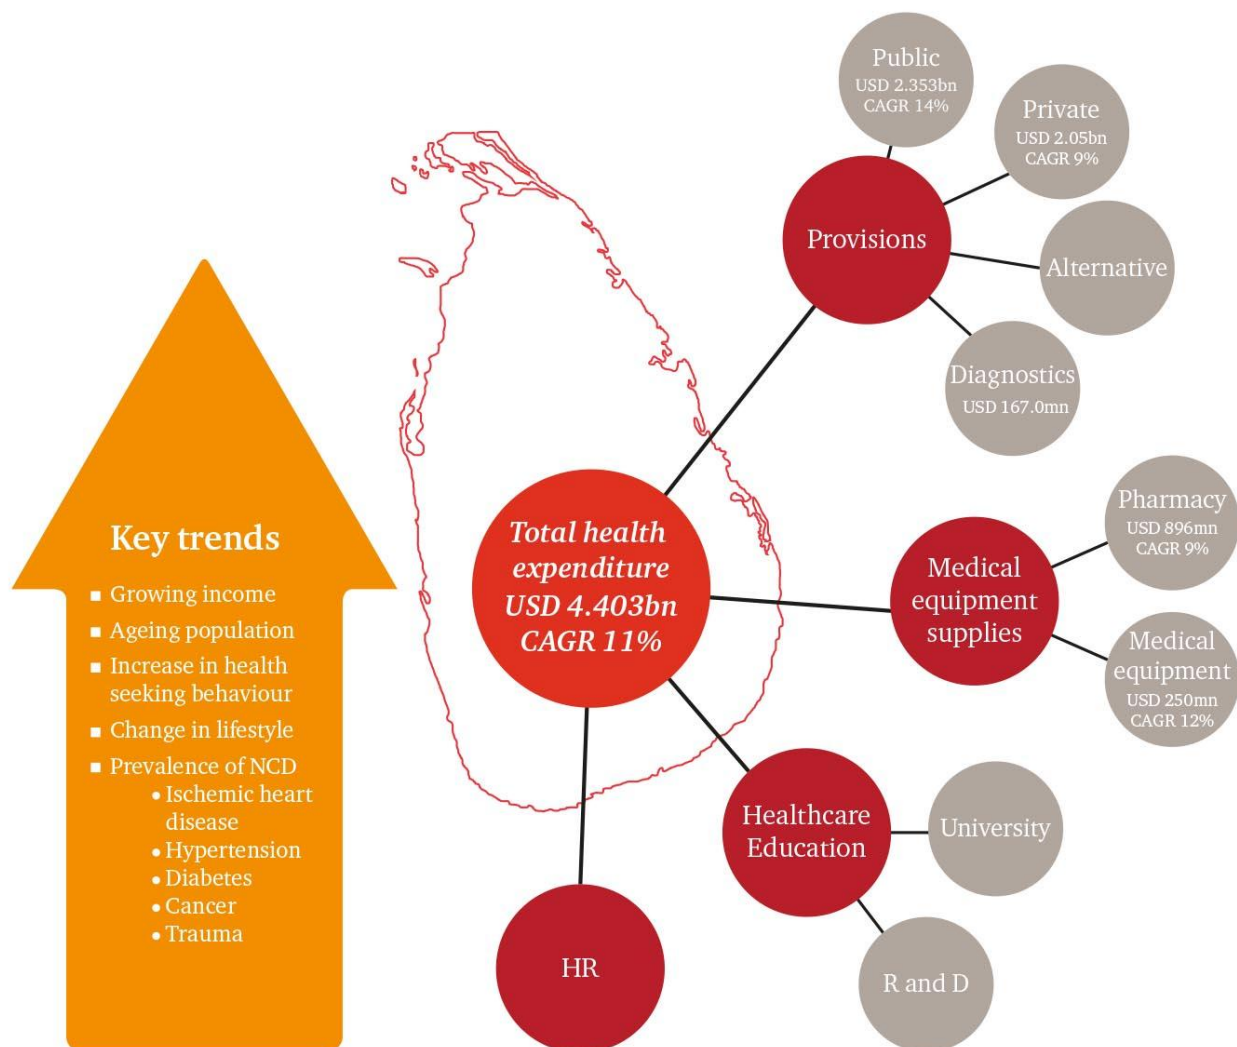 Key trends
■ Growing income
■ Ageing population
■ Increase in health
seeking behaviour
■ Change in lifestyle
■ Prevalence of NCD
• Ischemic heart
disease
• Hypertension
• Diabetes
• Cancer
• Trauma
Total health
expenditure
USD 4.403bn
CAGR 11%
Provisions
Public
USD 2.353bn
CAGR 14%
Private
USD 2.05bn
CAGR 9%
Alternative
Diagnostics
USD 167.0mn
Medical
equipment
supplies
Pharmacy
USD 896mn
CAGR 9%
Medical
equipment
USD 250mn
CAGR 12%
Healthcare
Education
University
R and D
HR